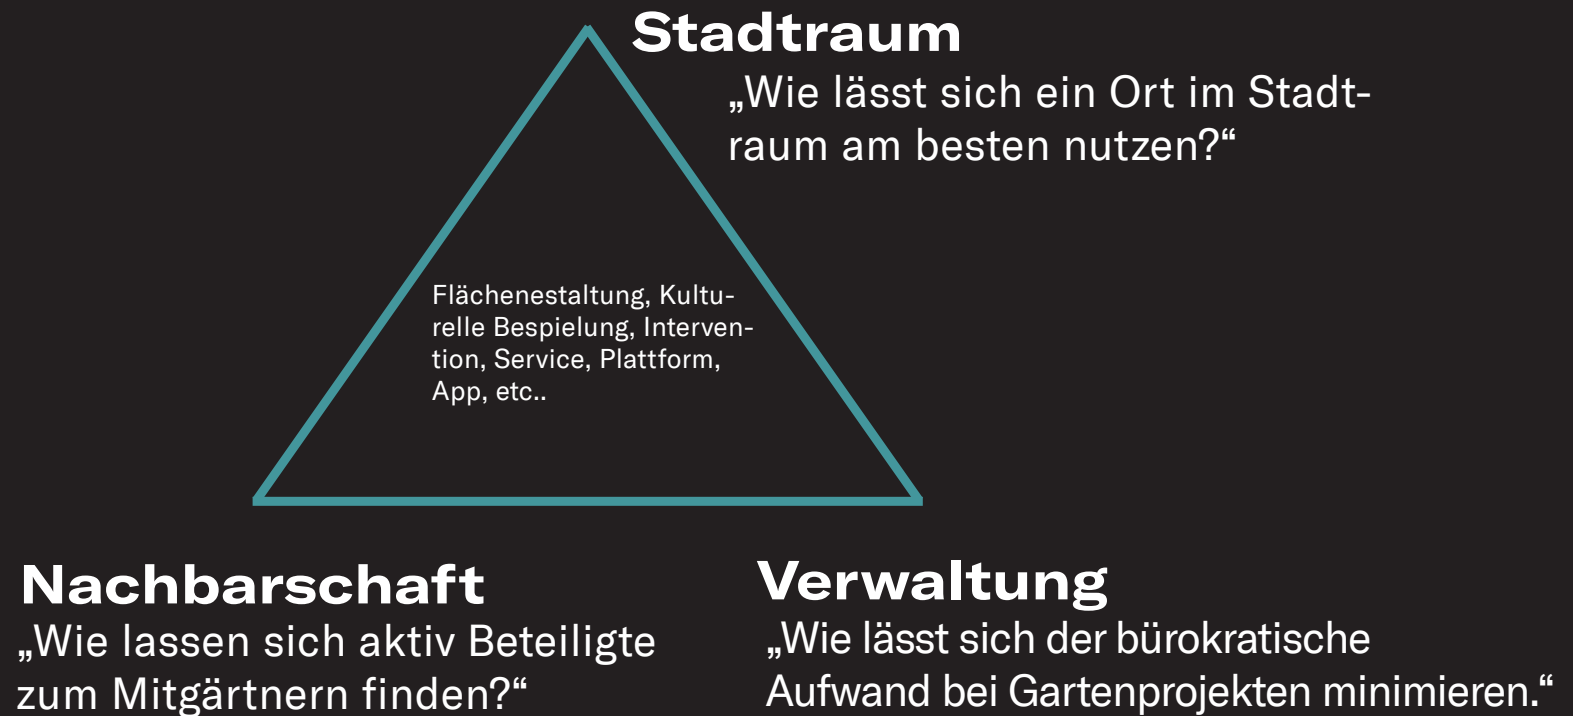 Stadtraum
„Wie lässt sich ein Ort im Stadt-
raum am besten nutzen?“
Flächenestaltung, Kultu-
relle Bespielung, Interven-
tion, Service, Plattform,
App, etc..
Nachbarschaft
„Wie lassen sich aktiv Beteiligte
zum Mitgärtnern finden?“
Verwaltung
„Wie lässt sich der bürokratische
Aufwand bei Gartenprojekten minimieren.“